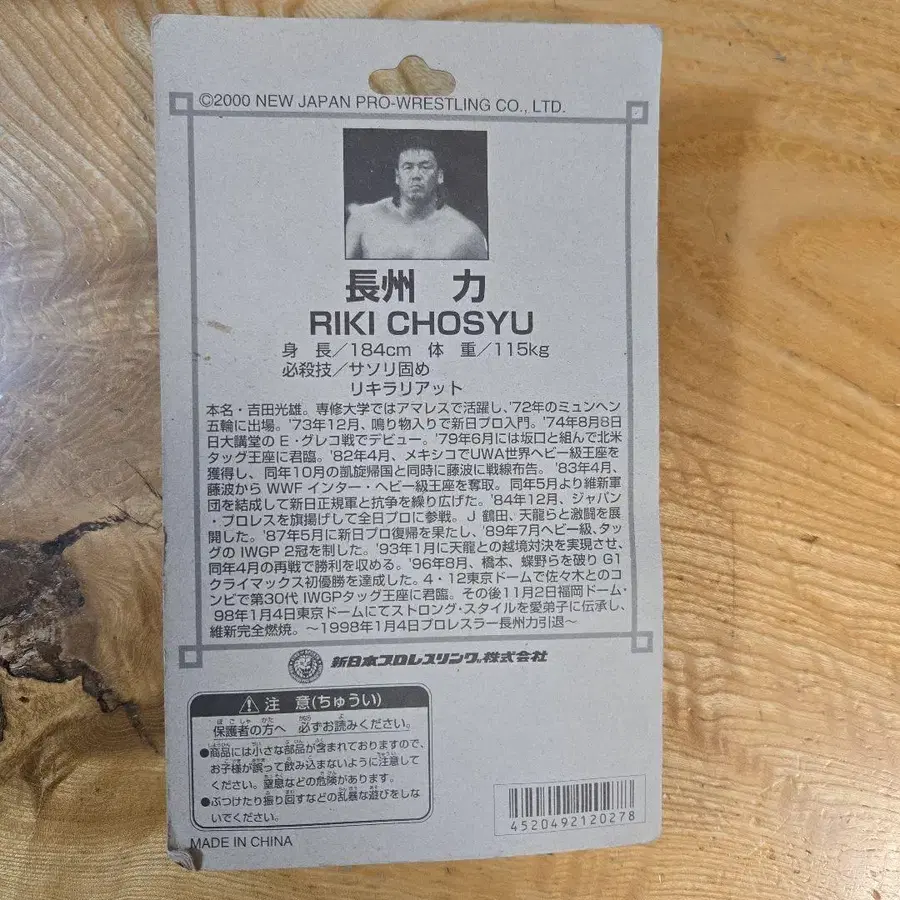 ©2000 NEW JAPAN PRO-WRESTLING CO., LTD.
長州 力
RIKI CHOSYU
身 長/184cm 体 重/115kg
必殺技/サソリ固め
リキラリアット
本名・吉田光雄。専修大学ではアマレスで活躍し、'72年のミュンヘン
五輪に出場。'73年12月、鳴り物入りで新日プロ入門。'74年8月8日
日大講堂の E・グレコ戦でデビュー。'79年6月には坂口と組んで北米
タッグ王座に君臨。'82年4月、メキシコでUWA世界ヘビー級王座を
獲得し、同年10月の凱旋帰国と同時に藤波に戦線布告。'83年4月、
藤波から WWF インター・ヘビー級王座を奪取。同年5月より維新軍
団を結成して新日正規軍と抗争を繰り広げた。'84年12月、ジャパン
・プロレスを旗揚げして全日プロに参戦。J 鶴田、天龍らと激闘を展
開した。'87年5月に新日プロ復帰を果たし、'89年7月ヘビー級、タッ
グの IWGP 2冠を制した。'93年1月に天龍との越境対決を実現させ、
同年4月の再戦で勝利を収める。'96年8月、橋本、蝶野らを破り G1
クライマックス初優勝を達成した。4・12東京ドームで佐々木とのコ
ンビで第30代 IWGPタッグ王座に君臨。その後11月2日福岡ドーム・
98年1月4日東京ドームにてストロング・スタイルを愛弟子に伝承し、
維新完全燃焼。〜1998年1月4日プロレスラー長州力引退〜
新日本プロレスリング株式会社
⚠ 注 意(ちゅうい)
保護者の方へ 必ずお読みください。
●商品には小さな部品が含まれておりますので、
お子様が誤って飲み込まないように注意して
ください。窒息などの危険があります。
●ぶつけたり振り回すなどの乱暴な遊びをしな
いでください。
4520492120278
MADE IN CHINA